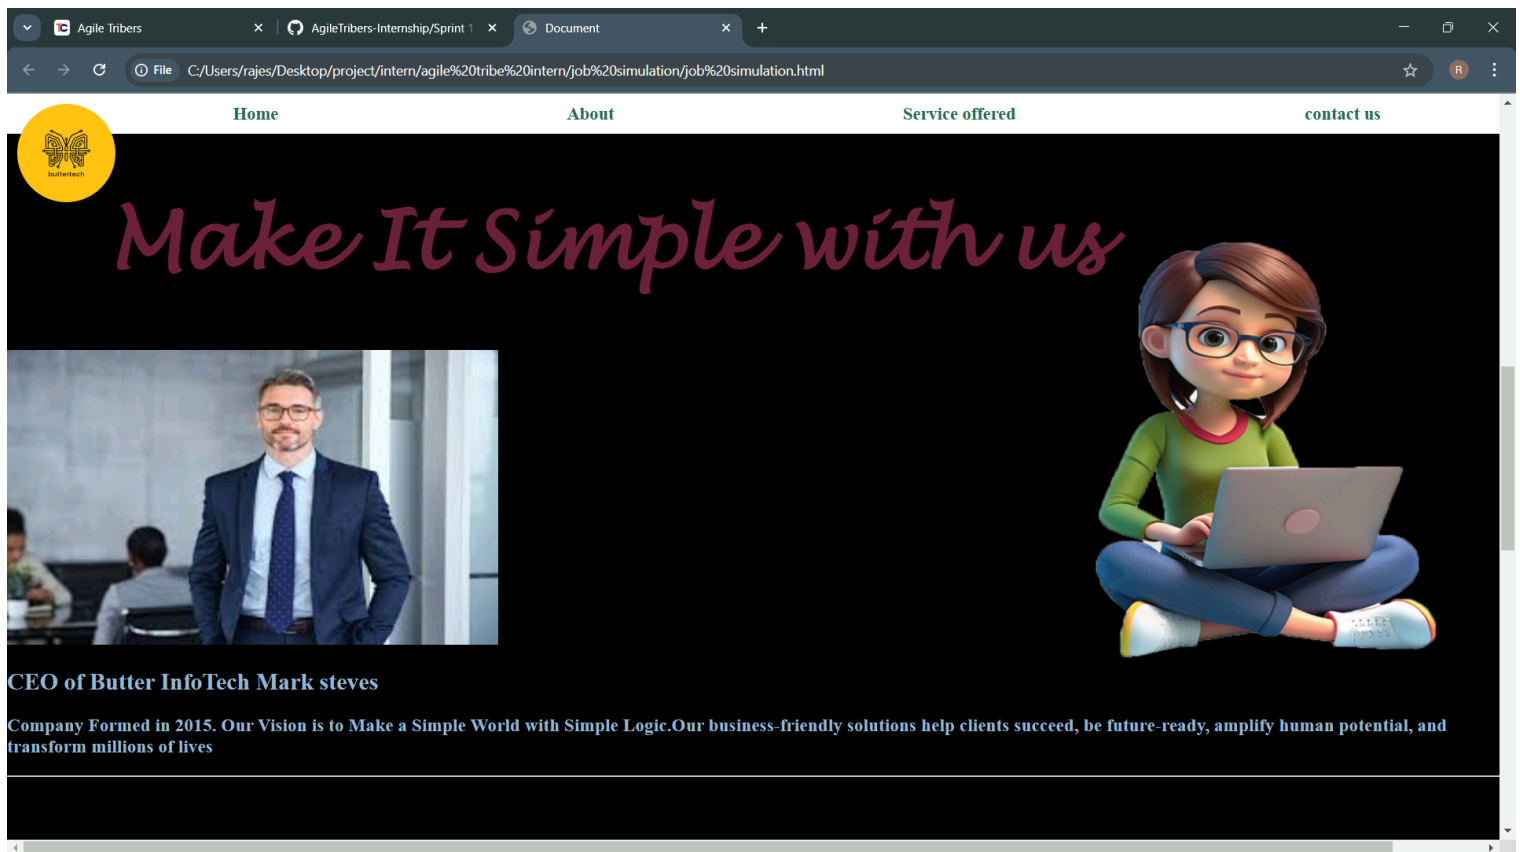 Agile Tribers
AgileTribers-Internship/Sprint 1
Document
File
C:/Users/rajes/Desktop/project/intern/agile%20tribe%20intern/job%20simulation/job%20simulation.html
R
Home
About
Service offered
contact us
buttertech
Make It Simple with us
CEO of Butter InfoTech Mark steves
Company Formed in 2015. Our Vision is to Make a Simple World with Simple Logic.Our business-friendly solutions help clients succeed, be future-ready, amplify human potential, and
transform millions of lives